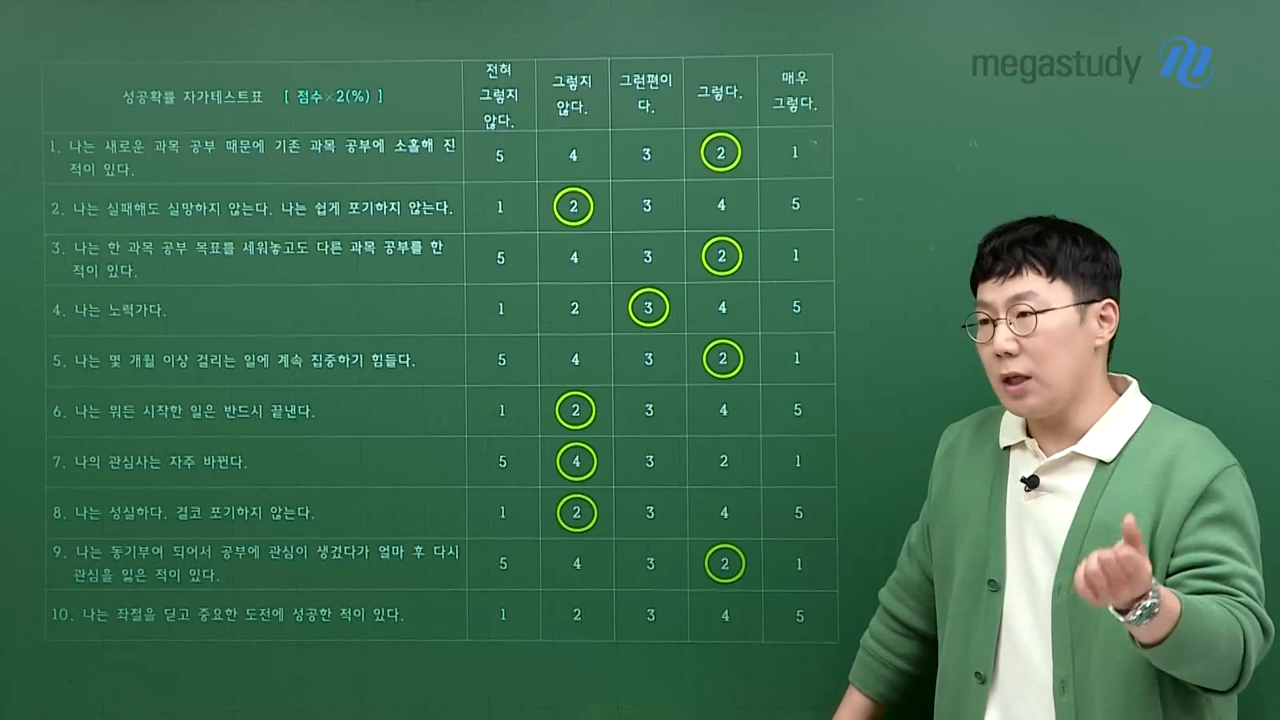 megastudy
성공확률 자가테스트표 [ 점수×2(%) ]
전혀
그렇지
않다.
그렇지
않다.
그런편이
다.
그렇다.
매우
그렇다.
1. 나는 새로운 과목 공부 때문에 기존 과목 공부에 소홀해 진
적이 있다.
5 4 3 2 1
2. 나는 실패해도 실망하지 않는다. 나는 쉽게 포기하지 않는다.
1 2 3 4 5
3. 나는 한 과목 공부 목표를 세워놓고도 다른 과목 공부를 한
적이 있다.
5 4 3 2 1
4. 나는 노력가다.
1 2 3 4 5
5. 나는 몇 개월 이상 걸리는 일에 계속 집중하기 힘들다.
5 4 3 2 1
6. 나는 뭐든 시작한 일은 반드시 끝낸다.
1 2 3 4 5
7. 나의 관심사는 자주 바뀐다.
5 4 3 2 1
8. 나는 성실하다. 결코 포기하지 않는다.
1 2 3 4 5
9. 나는 동기부여 되어서 공부에 관심이 생겼다가 얼마 후 다시
관심을 잃은 적이 있다.
5 4 3 2 1
10. 나는 좌절을 딛고 중요한 도전에 성공한 적이 있다.
1 2 3 4 5